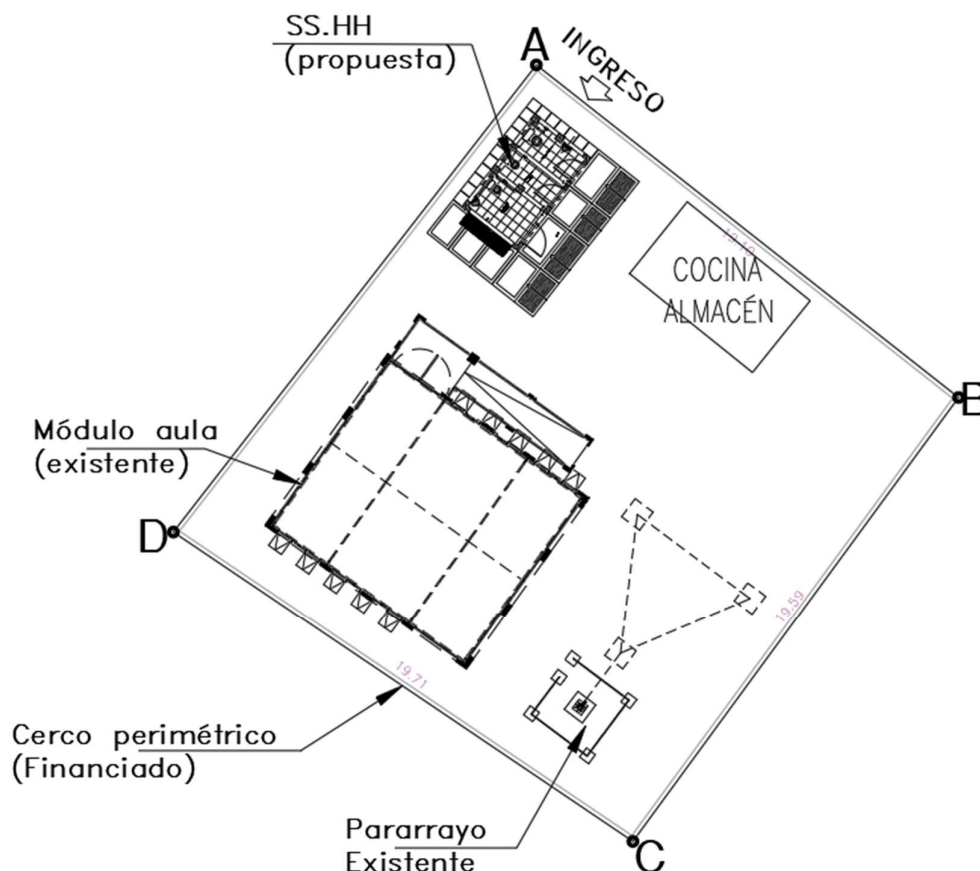 SS.HH
(propuesta)
A
INGRESO
COCINA
ALMACÉN
B
Módulo aula
(existente)
D
19.59
19.71
Cerco perimétrico
(Financiado)
Pararrayo
Existente
C